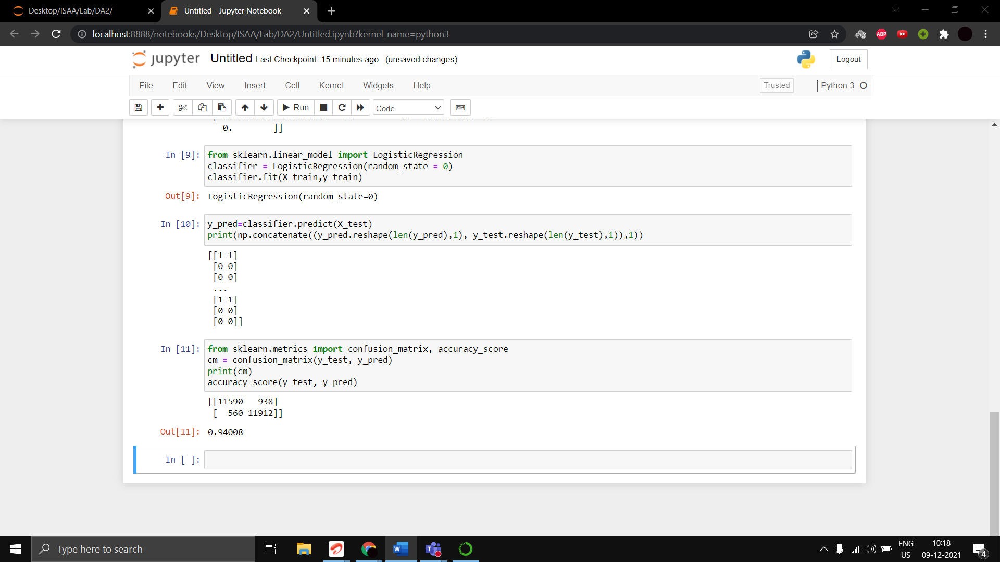 Desktop/ISAA/Lab/DA2/
Untitled - Jupyter Notebook
localhost:8888/notebooks/Desktop/ISAA/Lab/DA2/Untitled.ipynb?kernel_name=python3
ABP
jupyter Untitled Last Checkpoint: 15 minutes ago (unsaved changes)
Logout
File Edit View Insert Cell Kernel Widgets Help
Trusted
Python 3
Run
Code
0. ]]
In [9]: from sklearn.linear_model import LogisticRegression
classifier = LogisticRegression(random_state = 0)
classifier.fit(X_train,y_train)
Out[9]: LogisticRegression(random_state=0)
In [10]: y_pred=classifier.predict(X_test)
print(np.concatenate((y_pred.reshape(len(y_pred),1), y_test.reshape(len(y_test),1)),1))
[[1 1]
[0 0]
[0 0]
...
[1 1]
[0 0]
[0 0]]
In [11]: from sklearn.metrics import confusion_matrix, accuracy_score
cm = confusion_matrix(y_test, y_pred)
print(cm)
accuracy_score(y_test, y_pred)
[[11590 938]
[ 560 11912]]
Out[11]: 0.94008
In [ ]:
Type here to search
ENG
US
10:18
09-12-2021
4